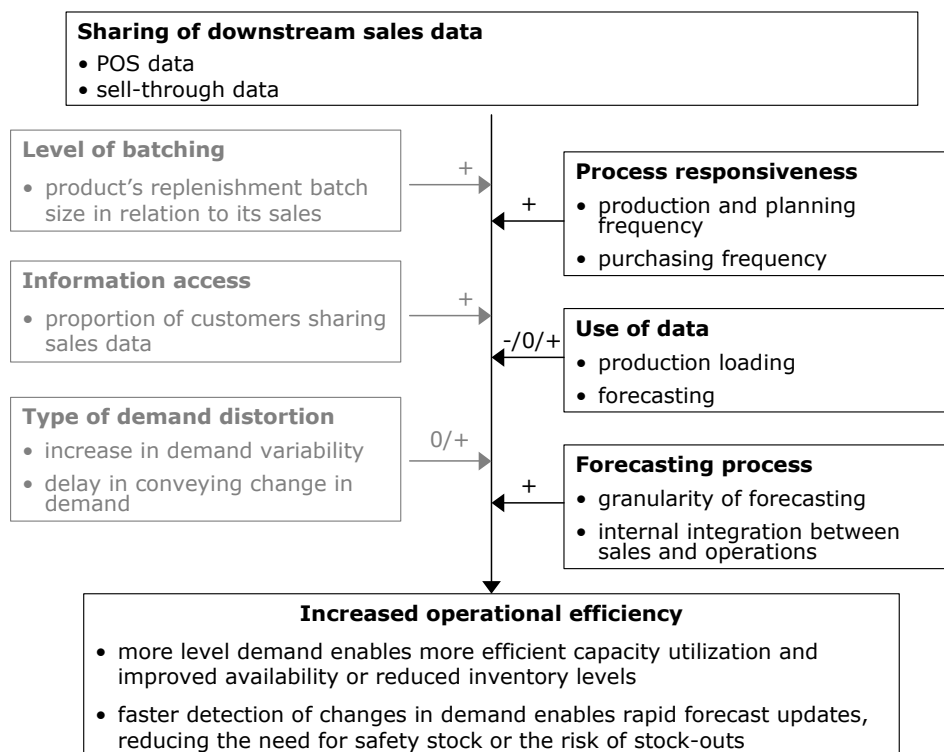 Sharing of downstream sales data
• POS data
• sell-through data
Level of batching
• product's replenishment batch
size in relation to its sales
+
Process responsiveness
• production and planning
frequency
• purchasing frequency
+
Information access
• proportion of customers sharing
sales data
+
Use of data
• production loading
• forecasting
-/0/+
Type of demand distortion
• increase in demand variability
• delay in conveying change in
demand
0/+
Forecasting process
• granularity of forecasting
• internal integration between
sales and operations
+
Increased operational efficiency
• more level demand enables more efficient capacity utilization and
improved availability or reduced inventory levels
• faster detection of changes in demand enables rapid forecast updates,
reducing the need for safety stock or the risk of stock-outs